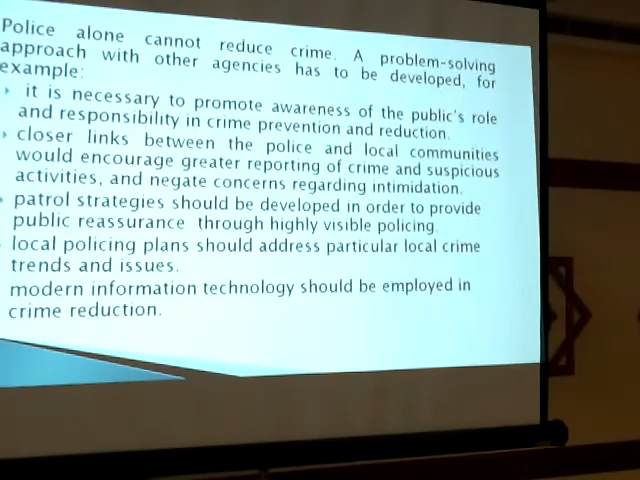 Police alone cannot reduce crime. A problem-solving
approach with other agencies has to be developed, for
example:
it is necessary to promote awareness of the public's role
and responsibility in crime prevention and reduction.
closer links between the police and local communities
would encourage greater reporting of crime and suspicious
activities, and negate concerns regarding intimidation.
patrol strategies should be developed in order to provide
public reassurance through highly visible policing.
local policing plans should address particular local crime
trends and issues.
modern information technology should be employed in
crime reduction.